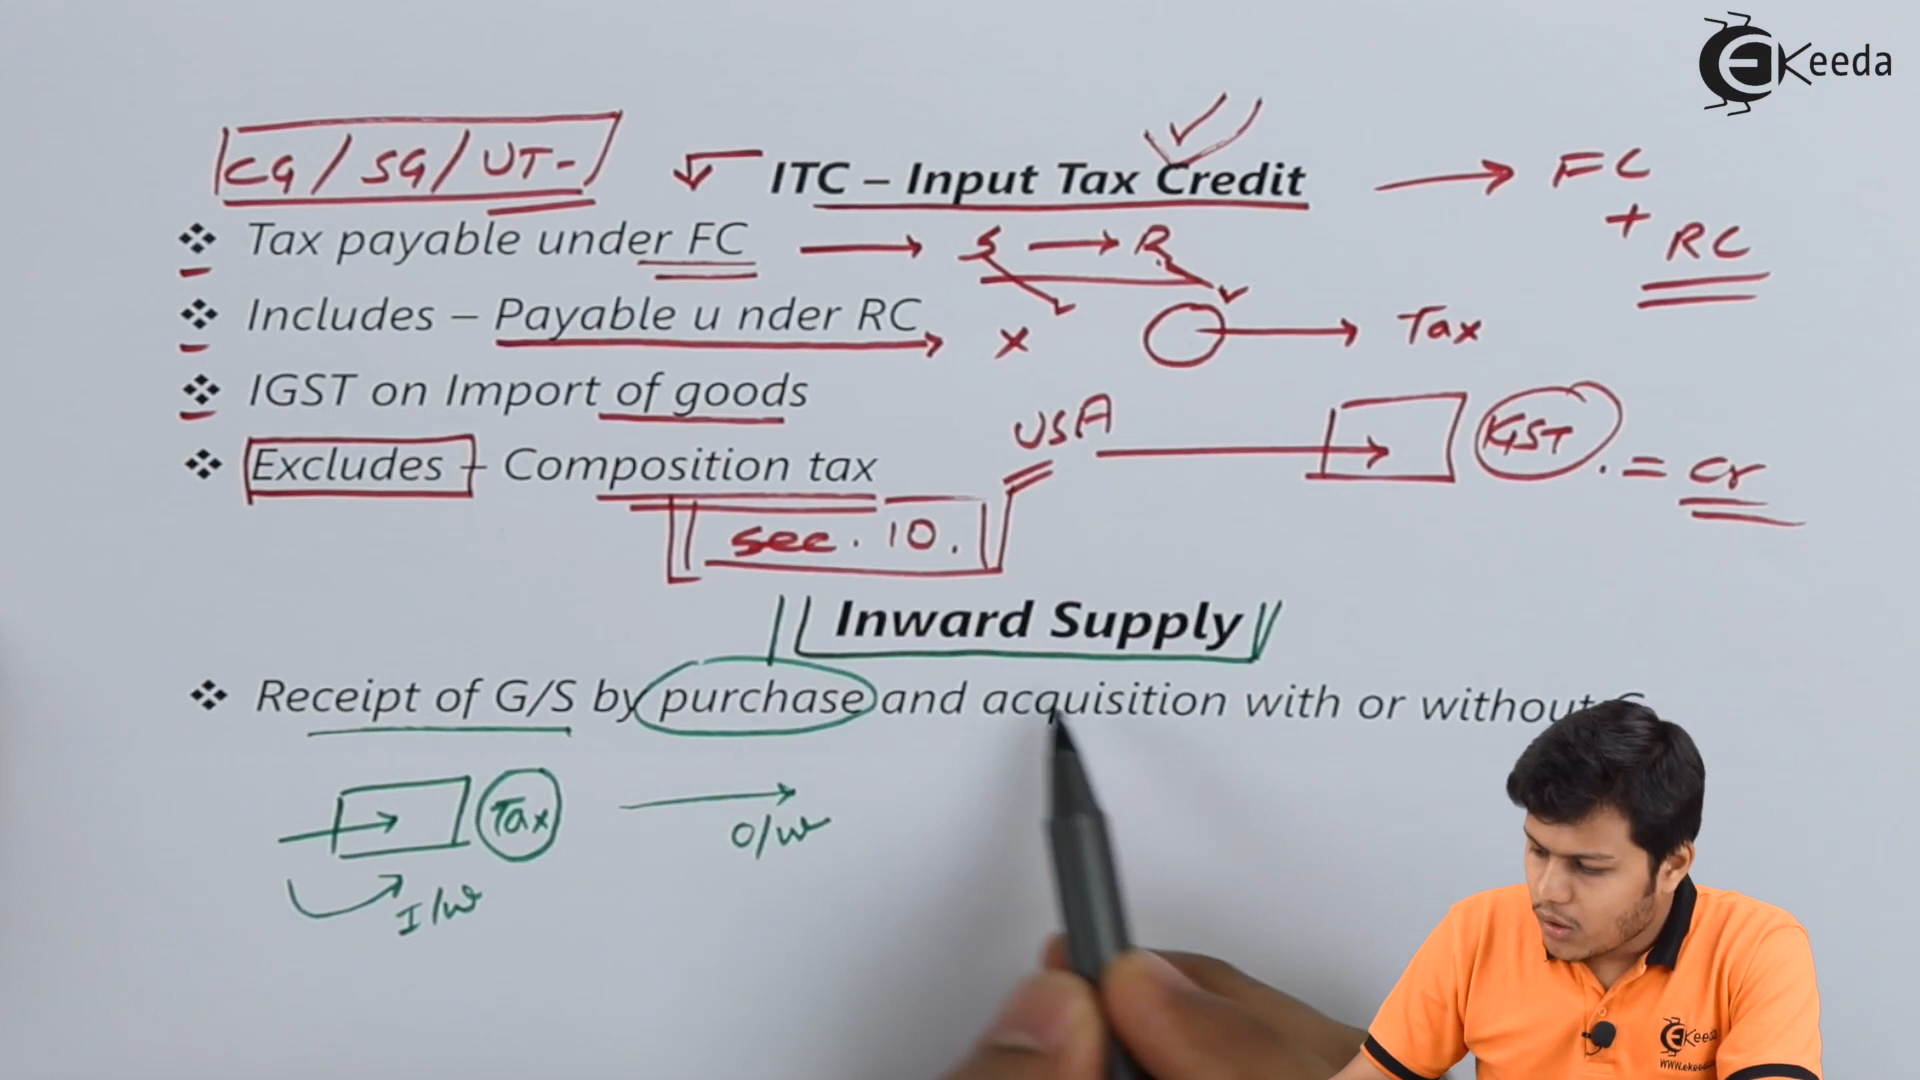 EKeeda
CG / SG / UT-
ITC – Input Tax Credit
FC
+
RC
Tax payable under FC
S
R
Includes – Payable u nder RC
x
Tax
IGST on Import of goods
USA
IGST
. = Cr
Excludes – Composition tax
sec. 10.
Inward Supply
Receipt of G/S by purchase and acquisition with or without
Tax
O/w
I/w
EKeeda